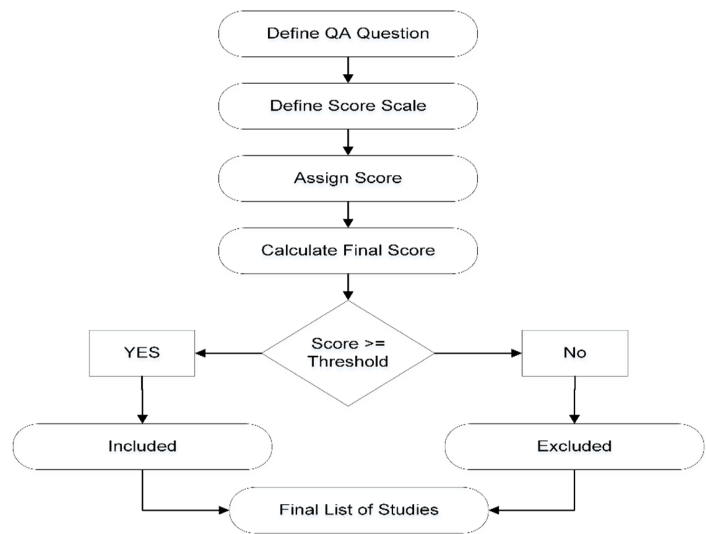 Define QA Question
Define Score Scale
Assign Score
Calculate Final Score
Score >=
Threshold
YES
No
Included
Excluded
Final List of Studies